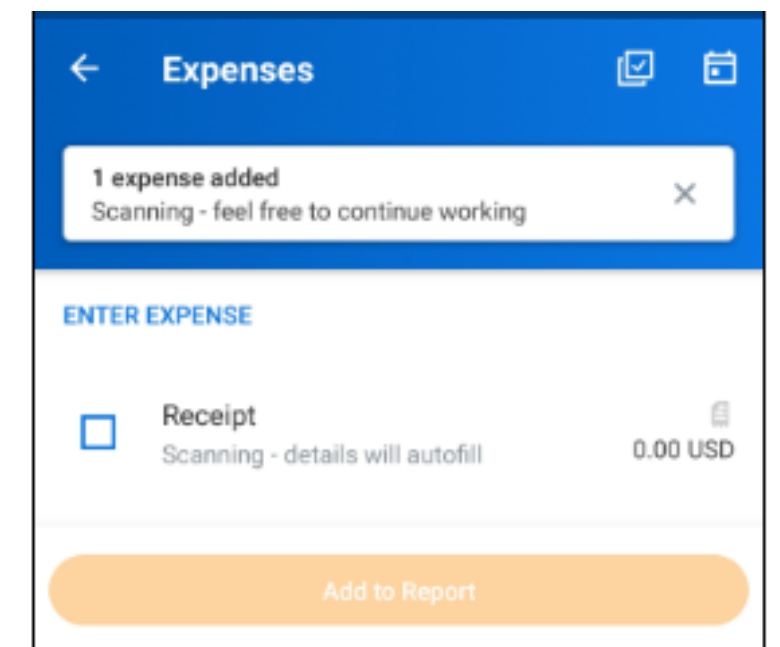 Expenses
1 expense added
Scanning - feel free to continue working
ENTER EXPENSE
Receipt
Scanning - details will autofill
0.00 USD
Add to Report